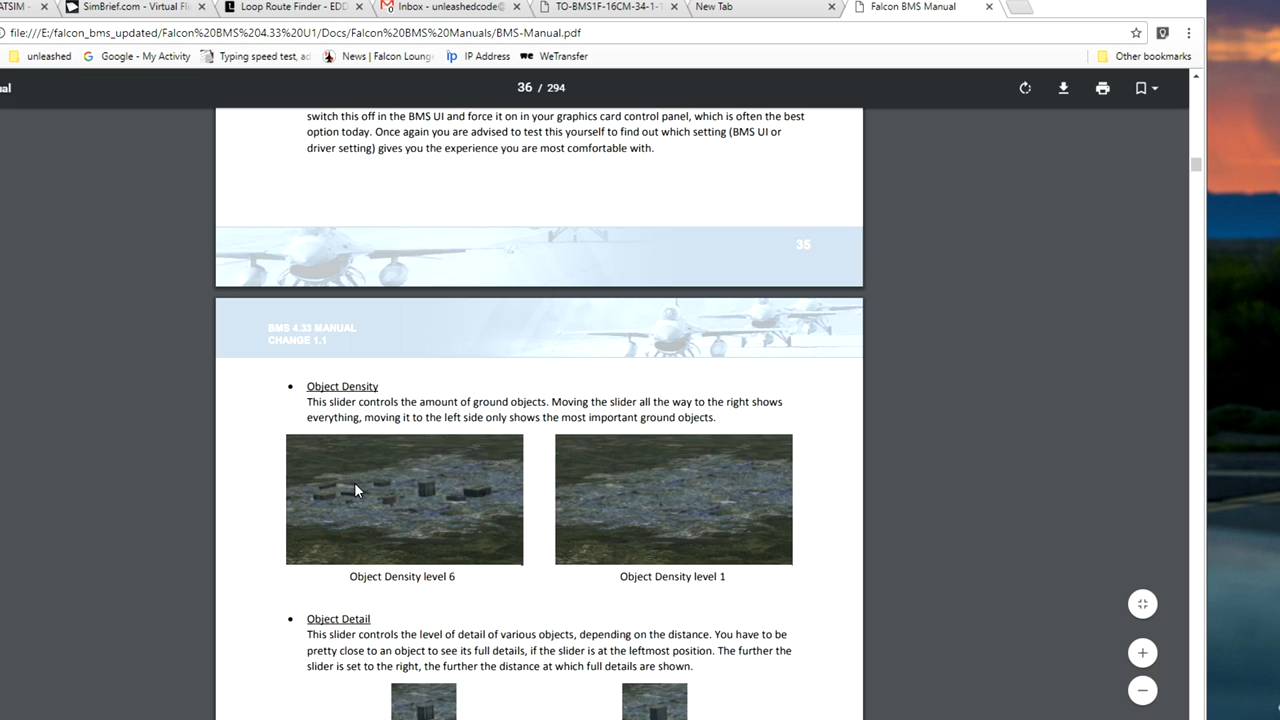 ATSIM -
SimBrief.com - Virtual Fl
Loop Route Finder - EDD
Inbox - unleashedcode@
TO-BMS1F-16CM-34-1-1
New Tab
Falcon BMS Manual
file:///E:/falcon_bms_updated/Falcon%20BMS%204.33%20U1/Docs/Falcon%20BMS%20Manuals/BMS-Manual.pdf
unleashed
Google - My Activity
Typing speed test, ad
News | Falcon Loung
IP Address
WeTransfer
Other bookmarks
ual
36 / 294
switch this off in the BMS UI and force it on in your graphics card control panel, which is often the best
option today. Once again you are advised to test this yourself to find out which setting (BMS UI or
driver setting) gives you the experience you are most comfortable with.
35
BMS 4.33 MANUAL
CHANGE 1.1
• Object Density
This slider controls the amount of ground objects. Moving the slider all the way to the right shows
everything, moving it to the left side only shows the most important ground objects.
Object Density level 6
Object Density level 1
• Object Detail
This slider controls the level of detail of various objects, depending on the distance. You have to be
pretty close to an object to see its full details, if the slider is at the leftmost position. The further the
slider is set to the right, the further the distance at which full details are shown.